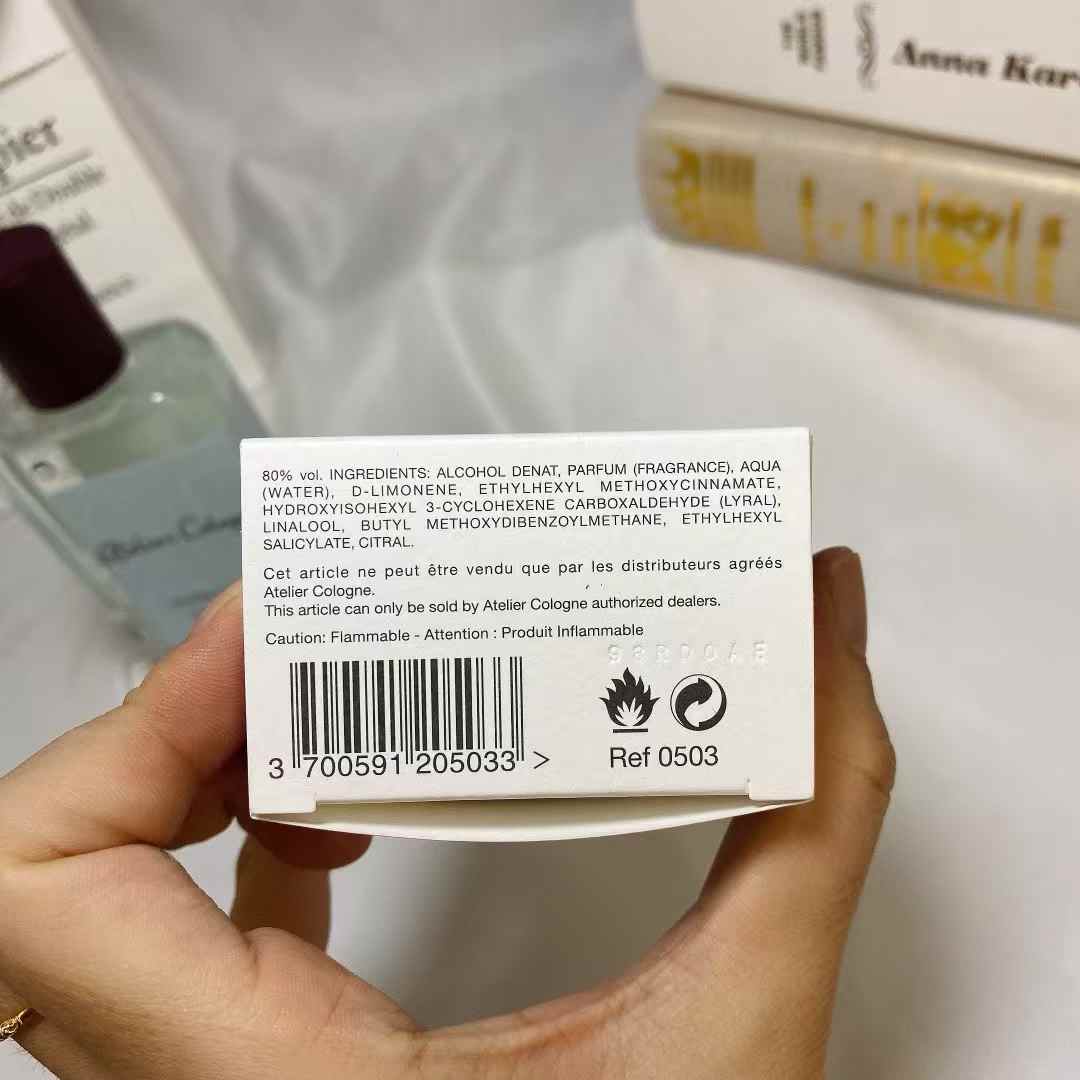 pier
Anna Kar
80% vol. INGREDIENTS: ALCOHOL DENAT, PARFUM (FRAGRANCE), AQUA
(WATER), D-LIMONENE, ETHYLHEXYL METHOXYCINNAMATE,
HYDROXYISOHEXYL 3-CYCLOHEXENE CARBOXALDEHYDE (LYRAL),
LINALOOL, BUTYL METHOXYDIBENZOYLMETHANE, ETHYLHEXYL
SALICYLATE, CITRAL.
Cet article ne peut être vendu que par les distributeurs agréés
Atelier Cologne.
This article can only be sold by Atelier Cologne authorized dealers.
Caution: Flammable - Attention : Produit Inflammable
3 700591 205033 >
Ref 0503